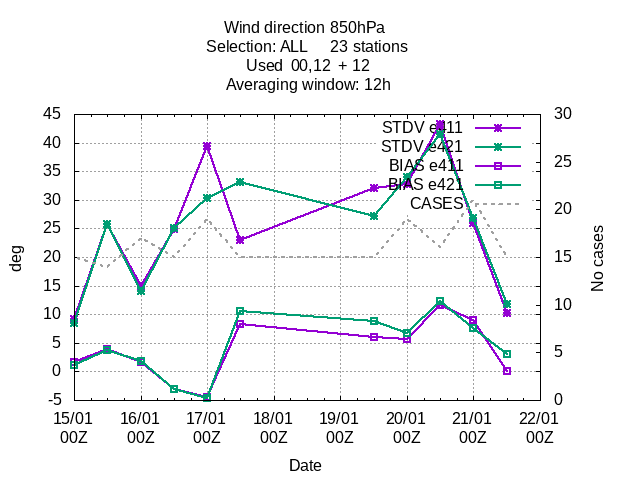 Wind direction 850hPa
Selection: ALL 23 stations
Used 00,12 + 12
Averaging window: 12h
STDV e411
STDV e421
BIAS e411
BIAS e421
CASES
45
40
35
30
25
20
15
10
5
0
-5
deg
30
25
20
15
10
5
0
No cases
15/01 16/01 17/01 18/01 19/01 20/01 21/01 22/01
00Z 00Z 00Z 00Z 00Z 00Z 00Z 00Z
Date